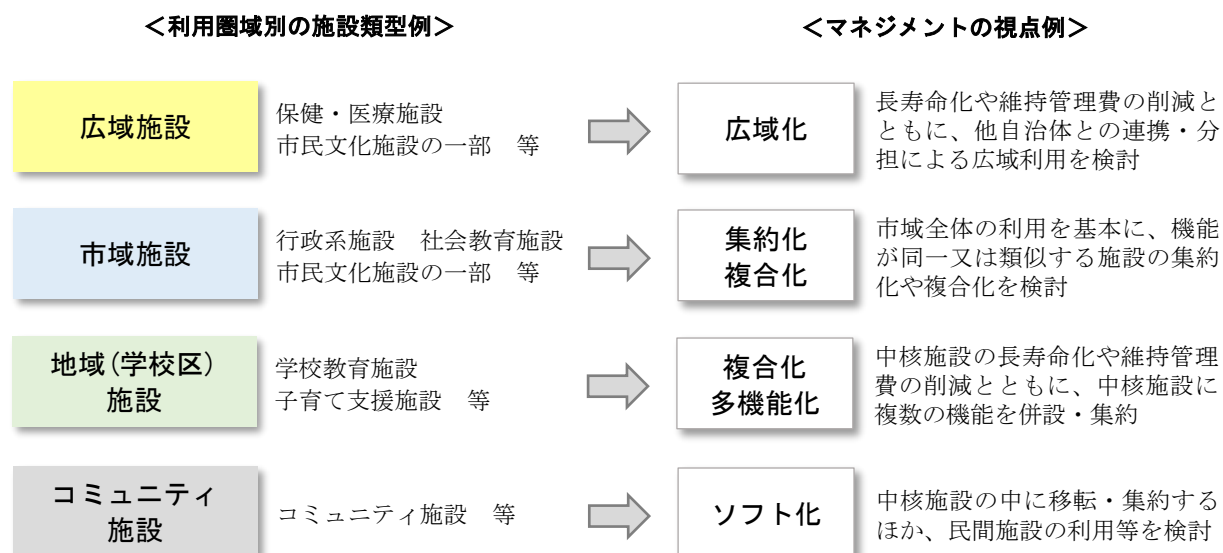 ＜利用圏域別の施設類型例＞
＜マネジメントの視点例＞
広域施設
保健・医療施設
市民文化施設の一部　等
広域化
長寿命化や維持管理費の削減と
ともに、他自治体との連携・分
担による広域利用を検討
市域施設
行政系施設　社会教育施設
市民文化施設の一部　等
集約化
複合化
市域全体の利用を基本に、機能
が同一又は類似する施設の集約
化や複合化を検討
地域(学校区)
施設
学校教育施設
子育て支援施設　等
複合化
多機能化
中核施設の長寿命化や維持管理
費の削減とともに、中核施設に
複数の機能を併設・集約
コミュニティ
施設
コミュニティ施設　等
ソフト化
中核施設の中に移転・集約する
ほか、民間施設の利用等を検討